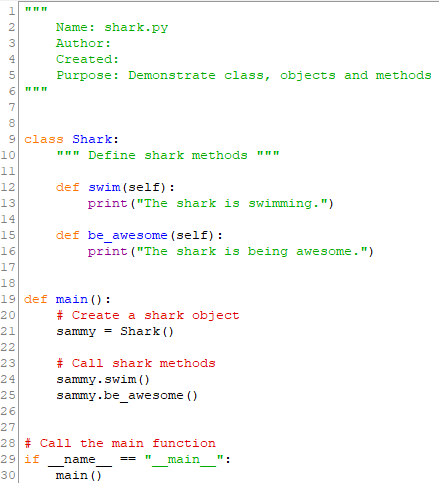 1 """
2     Name: shark.py
3     Author:
4     Created:
5     Purpose: Demonstrate class, objects and methods
6 """
7
8
9 class Shark:
10     """ Define shark methods """
11
12     def swim(self):
13         print("The shark is swimming.")
14
15     def be_awesome(self):
16         print("The shark is being awesome.")
17
18
19 def main():
20     # Create a shark object
21     sammy = Shark()
22
23     # Call shark methods
24     sammy.swim()
25     sammy.be_awesome()
26
27
28 # Call the main function
29 if __name__ == "__main__":
30     main()